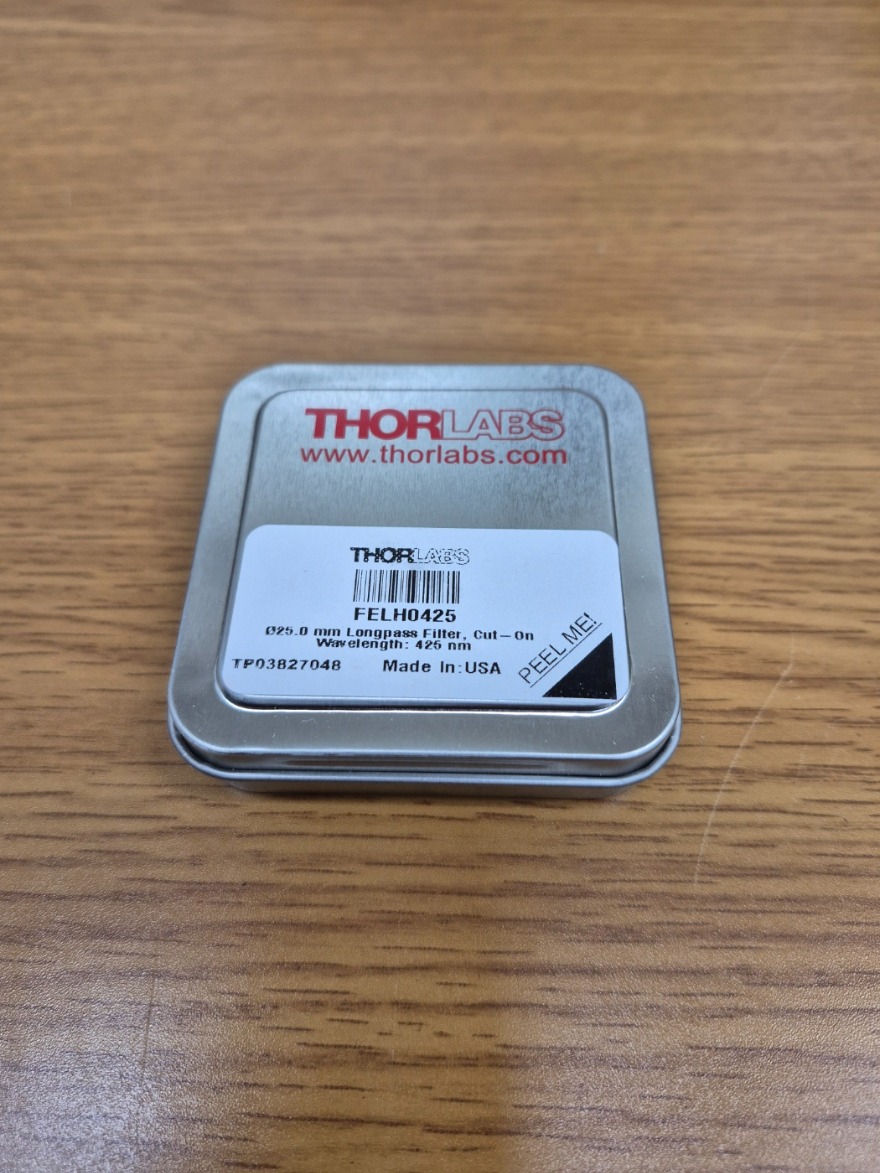 THORLABS
www.thorlabs.com
THORLABS
FELH0425
Ø25.0 mm Longpass Filter, Cut-On
Wavelength: 425 nm
TP03827048 Made In:USA
PEEL ME!